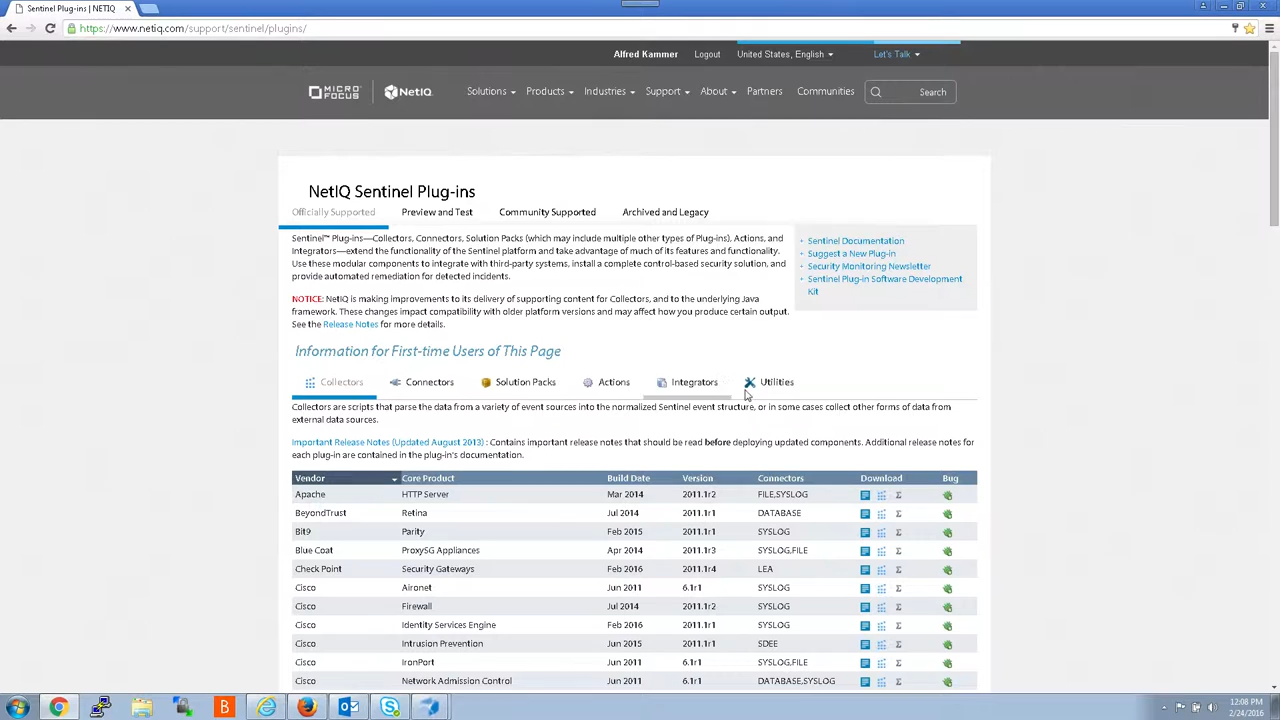 Sentinel Plug-ins | NETIQ
https://www.netiq.com/support/sentinel/plugins/
Alfred Kammer Logout United States, English Let's Talk
MICRO FOCUS NetIQ Solutions Products Industries Support About Partners Communities Search
NetIQ Sentinel Plug-ins
Officially Supported Preview and Test Community Supported Archived and Legacy
Sentinel™ Plug-ins—Collectors, Connectors, Solution Packs (which may include multiple other types of Plug-ins), Actions, and
Integrators—extend the functionality of the Sentinel platform and take advantage of much of its features and functionality.
Use these modular components to integrate with third-party systems, install a complete control-based security solution, and
provide automated remediation for detected incidents.
Sentinel Documentation
Suggest a New Plug-in
Security Monitoring Newsletter
Sentinel Plug-in Software Development
Kit
NOTICE: NetIQ is making improvements to its delivery of supporting content for Collectors, and to the underlying Java
framework. These changes impact compatibility with older platform versions and may affect how you produce certain output.
See the Release Notes for more details.
Information for First-time Users of This Page
Collectors Connectors Solution Packs Actions Integrators Utilities
Collectors are scripts that parse the data from a variety of event sources into the normalized Sentinel event structure, or in some cases collect other forms of data from
external data sources.
Important Release Notes (Updated August 2013) : Contains important release notes that should be read before deploying updated components. Additional release notes for
each plug-in are contained in the plug-in's documentation.
Vendor Core Product Build Date Version Connectors Download Bug
Apache HTTP Server Mar 2014 2011.1r2 FILE,SYSLOG Σ
BeyondTrust Retina Jul 2014 2011.1r1 DATABASE Σ
Bit9 Parity Feb 2015 2011.1r1 SYSLOG Σ
Blue Coat ProxySG Appliances Apr 2014 2011.1r3 SYSLOG,FILE Σ
Check Point Security Gateways Feb 2016 2011.1r4 LEA Σ
Cisco Aironet Jun 2011 6.1r1 SYSLOG Σ
Cisco Firewall Jul 2014 2011.1r2 SYSLOG Σ
Cisco Identity Services Engine Feb 2016 2011.1r1 SYSLOG Σ
Cisco Intrusion Prevention Jun 2015 2011.1r1 SDEE Σ
Cisco IronPort Jun 2011 6.1r1 SYSLOG,FILE Σ
Cisco Network Admission Control Jun 2011 6.1r1 DATABASE,SYSLOG Σ
B
12:08 PM
2/24/2016